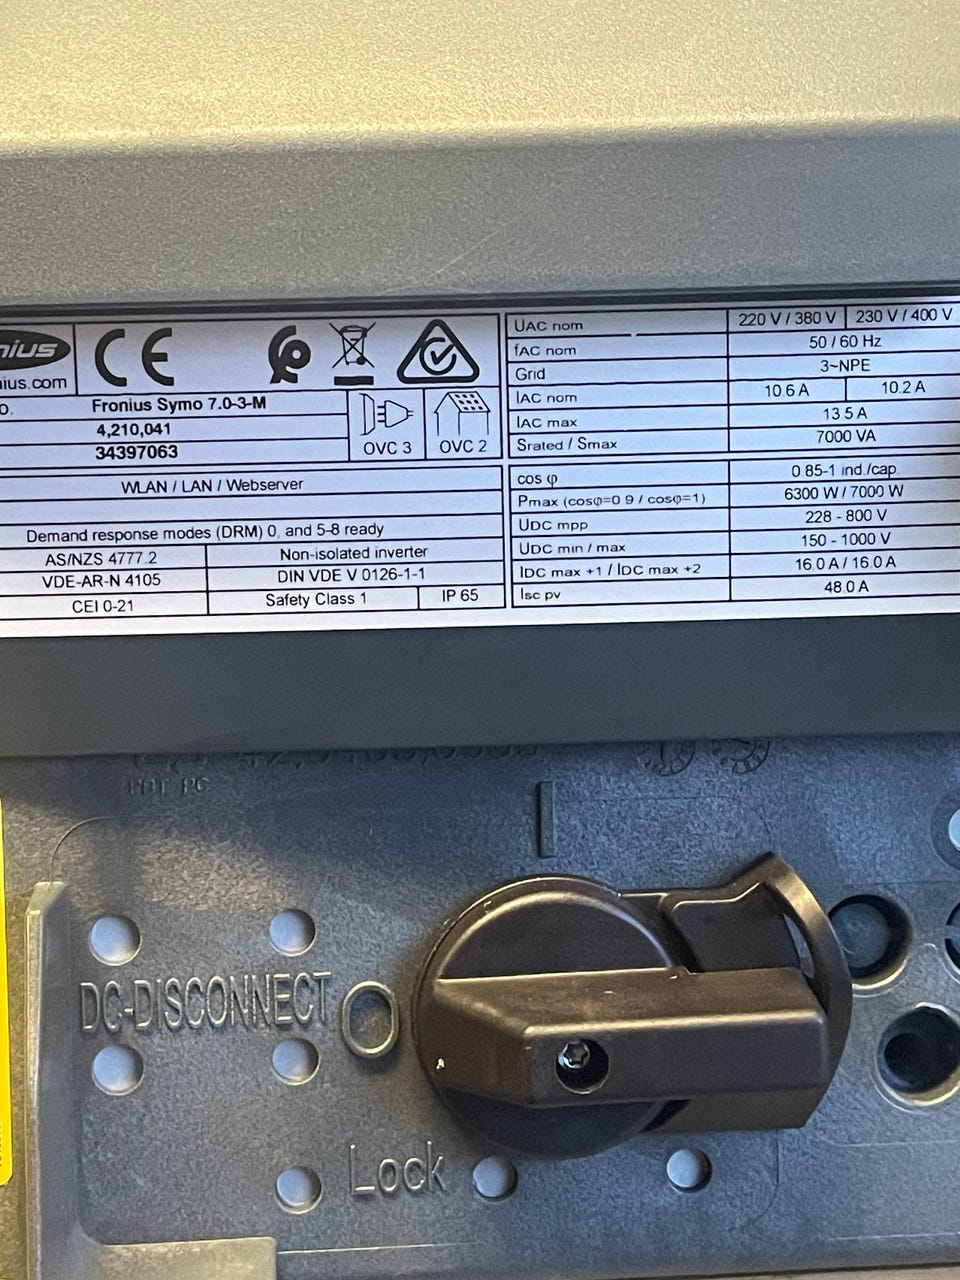 nius
nius.com
CE
o.
Fronius Symo 7.0-3-M
4,210,041
34397063
OVC 3
OVC 2
WLAN / LAN / Webserver
Demand response modes (DRM) 0, and 5-8 ready
AS/NZS 4777.2
Non-isolated inverter
VDE-AR-N 4105
DIN VDE V 0126-1-1
CEI 0-21
Safety Class 1
IP 65
UAC nom
220 V / 380 V
230 V / 400 V
fAC nom
50 / 60 Hz
Grid
3~NPE
IAC nom
10.6 A
10.2 A
IAC max
13.5 A
Srated / Smax
7000 VA
cos φ
0.85-1 ind./cap.
Pmax (cosφ=0.9 / cosφ=1)
6300 W / 7000 W
UDC mpp
228 - 800 V
UDC min / max
150 - 1000 V
IDC max +1 / IDC max +2
16.0 A / 16.0 A
Isc pv
48.0 A
PBT PC
I
DC-DISCONNECT
O
Lock